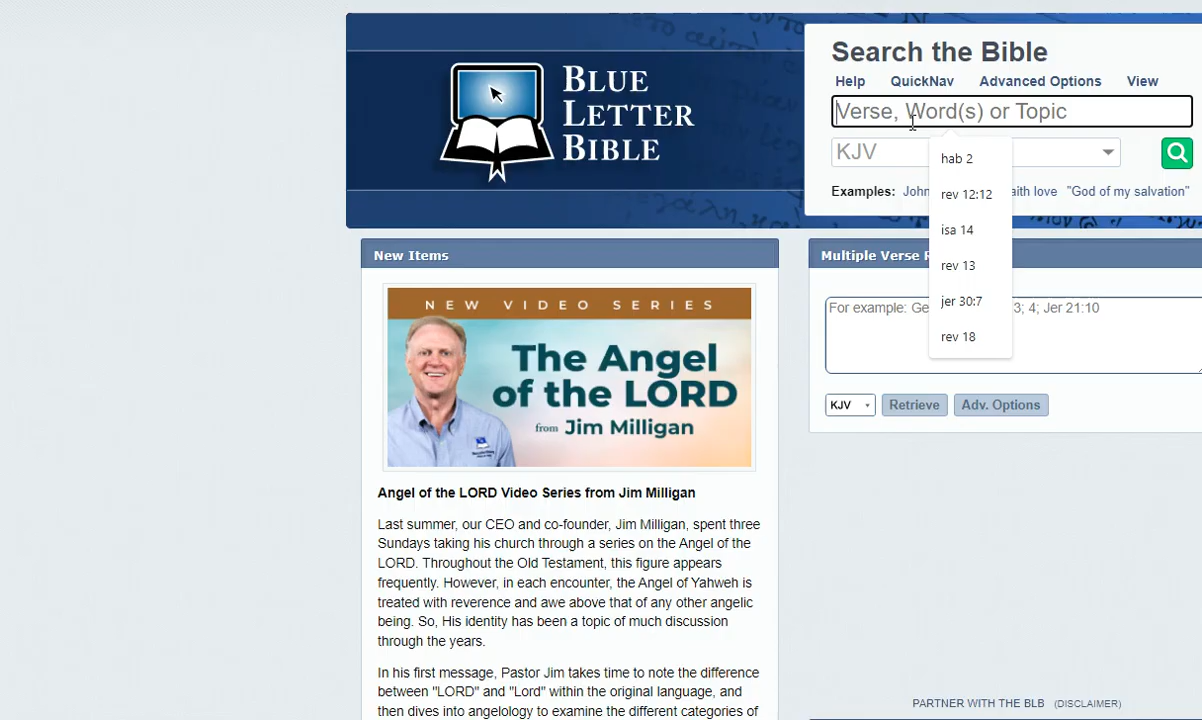 BLUE
LETTER
BIBLE
Search the Bible
Help QuickNav Advanced Options View
Verse, Word(s) or Topic
KJV
hab 2
rev 12:12
isa 14
rev 13
jer 30:7
rev 18
Examples: John aith love "God of my salvation"
New Items
NEW VIDEO SERIES
The Angel
of the LORD
from Jim Milligan
Angel of the LORD Video Series from Jim Milligan
Last summer, our CEO and co-founder, Jim Milligan, spent three
Sundays taking his church through a series on the Angel of the
LORD. Throughout the Old Testament, this figure appears
frequently. However, in each encounter, the Angel of Yahweh is
treated with reverence and awe above that of any other angelic
being. So, His identity has been a topic of much discussion
through the years.
In his first message, Pastor Jim takes time to note the difference
between "LORD" and "Lord" within the original language, and
then dives into angelology to examine the different categories of
Multiple Verse R
For example: Ge 3; 4; Jer 21:10
KJV Retrieve Adv. Options
PARTNER WITH THE BLB (DISCLAIMER)